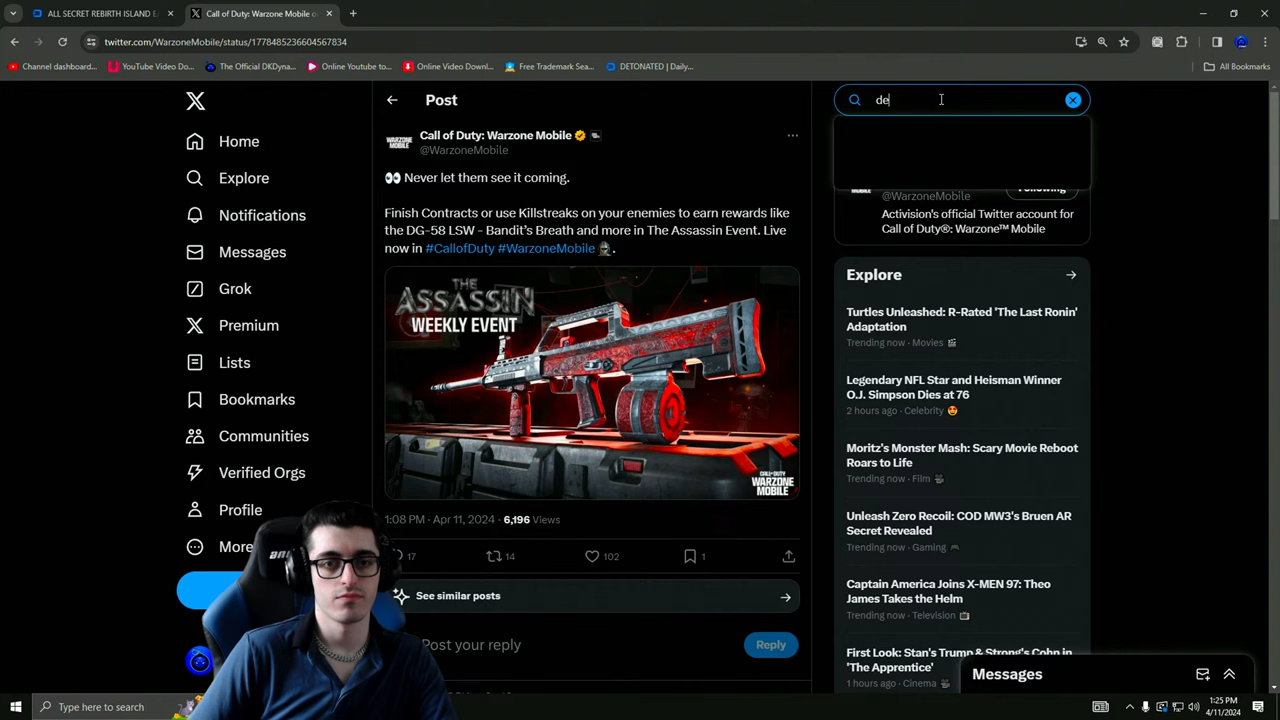 ALL SECRET REBIRTH ISLAND E
Call of Duty: Warzone Mobile o
twitter.com/WarzoneMobile/status/1778485236604567834
Channel dashboard...
YouTube Video Do...
The Official DKDyna...
Online Youtube to...
Online Video Downl...
Free Trademark Sea...
DETONATED | Daily...
All Bookmarks
Home
Explore
Notifications
Messages
Grok
Premium
Lists
Bookmarks
Communities
Verified Orgs
Profile
More
Post
Call of Duty: Warzone Mobile
@WarzoneMobile
👀 Never let them see it coming.
Finish Contracts or use Killstreaks on your enemies to earn rewards like
the DG-58 LSW - Bandit's Breath and more in The Assassin Event. Live
now in #CallofDuty #WarzoneMobile
WARZONE MOBILE
THE
ASSASSIN
WEEKLY EVENT
CALL OF DUTY
WARZONE
MOBILE
1:08 PM · Apr 11, 2024 · 6,196 Views
17
14
102
1
See similar posts
Post your reply
Reply
de
Following
@WarzoneMobile
Activision's official Twitter account for
Call of Duty®: Warzone™ Mobile
Explore
Turtles Unleashed: R-Rated 'The Last Ronin'
Adaptation
Trending now · Movies 🎬
Legendary NFL Star and Heisman Winner
O.J. Simpson Dies at 76
2 hours ago · Celebrity 🤩
Moritz's Monster Mash: Scary Movie Reboot
Roars to Life
Trending now · Film 🎥
Unleash Zero Recoil: COD MW3's Bruen AR
Secret Revealed
Trending now · Gaming 🎮
Captain America Joins X-MEN 97: Theo
James Takes the Helm
Trending now · Television 📺
First Look: Stan's Trump & Strong's Cohn in
'The Apprentice'
1 hours ago · Cinema 🎥
Messages
Type here to search
1:25 PM
4/11/2024